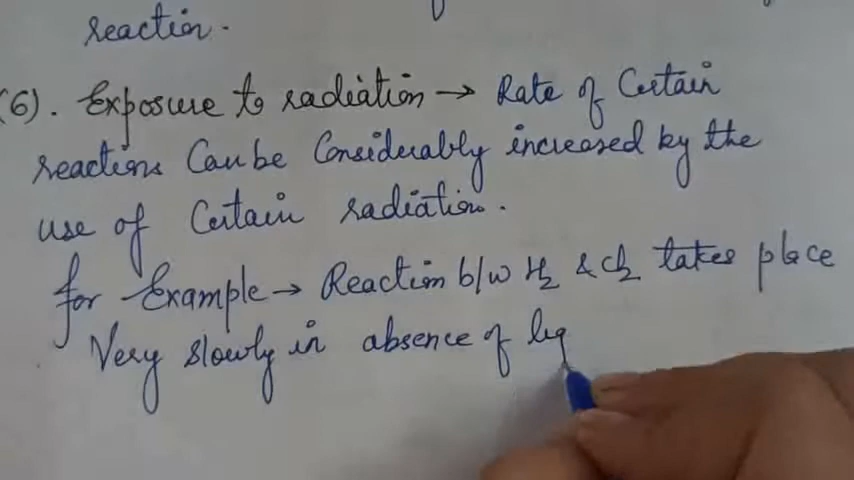 reaction.
(6). Exposure to radiation → Rate of Certain
reactions Can be Considerably increased by the
use of Certain radiation.
for Example → Reaction b/w H2 & Cl2 takes place
Very slowly in absence of lig